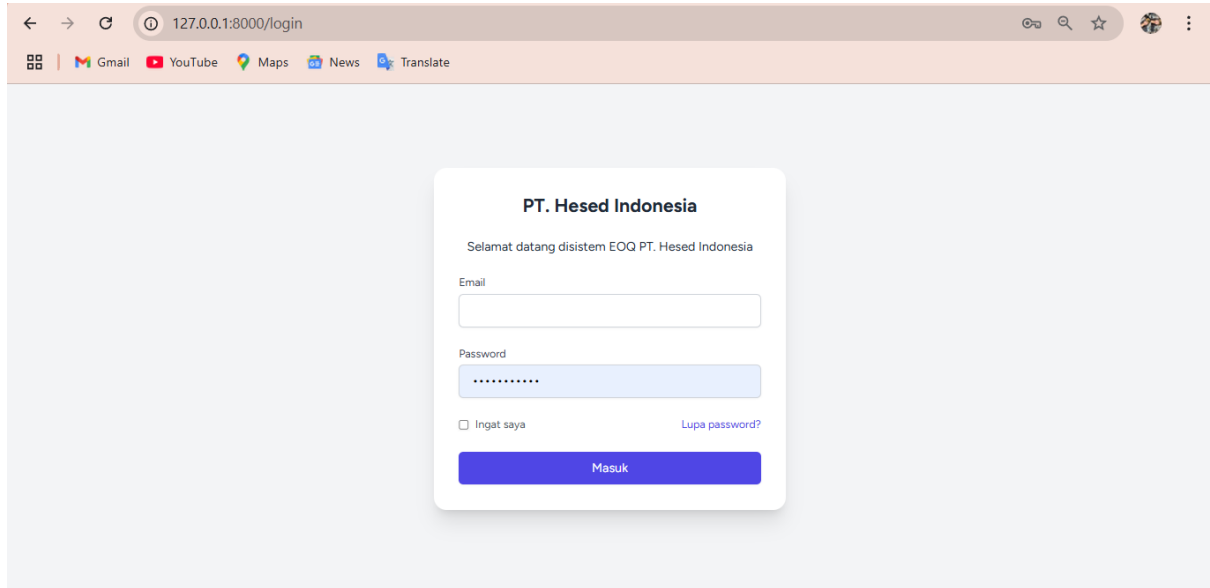 127.0.0.1:8000/login
Gmail YouTube Maps News Translate
PT. Hesed Indonesia
Selamat datang disistem EOQ PT. Hesed Indonesia
Email
Password
Ingat saya Lupa password?
Masuk